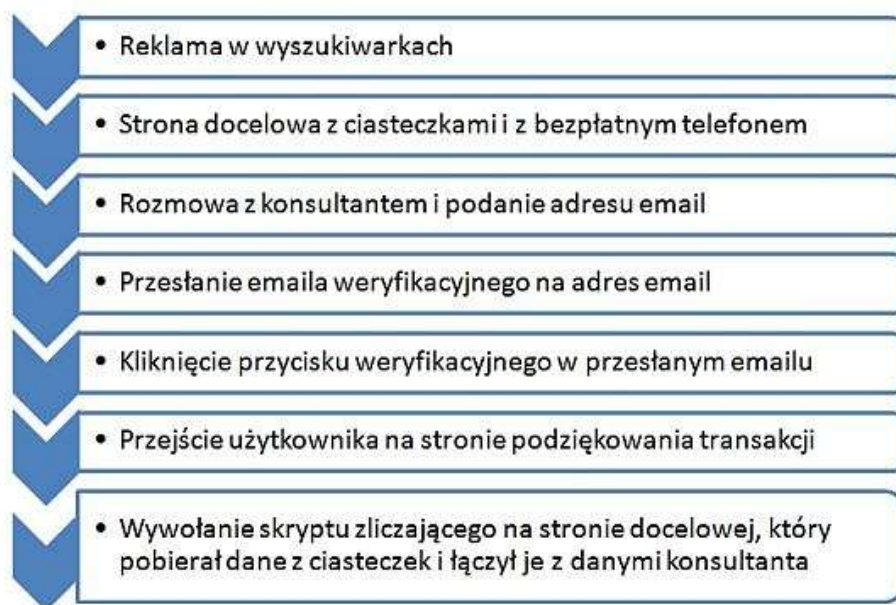 • Reklama w wyszukiwarkach
• Strona docelowa z ciasteczkami i z bezpłatnym telefonem
• Rozmowa z konsultantem i podanie adresu email
• Przesłanie emaila weryfikacyjnego na adres email
• Kliknięcie przycisku weryfikacyjnego w przesłanym emailu
• Przejście użytkownika na stronie podziękowania transakcji
• Wywołanie skryptu zliczającego na stronie docelowej, który
pobierał dane z ciasteczek i łączył je z danymi konsultanta